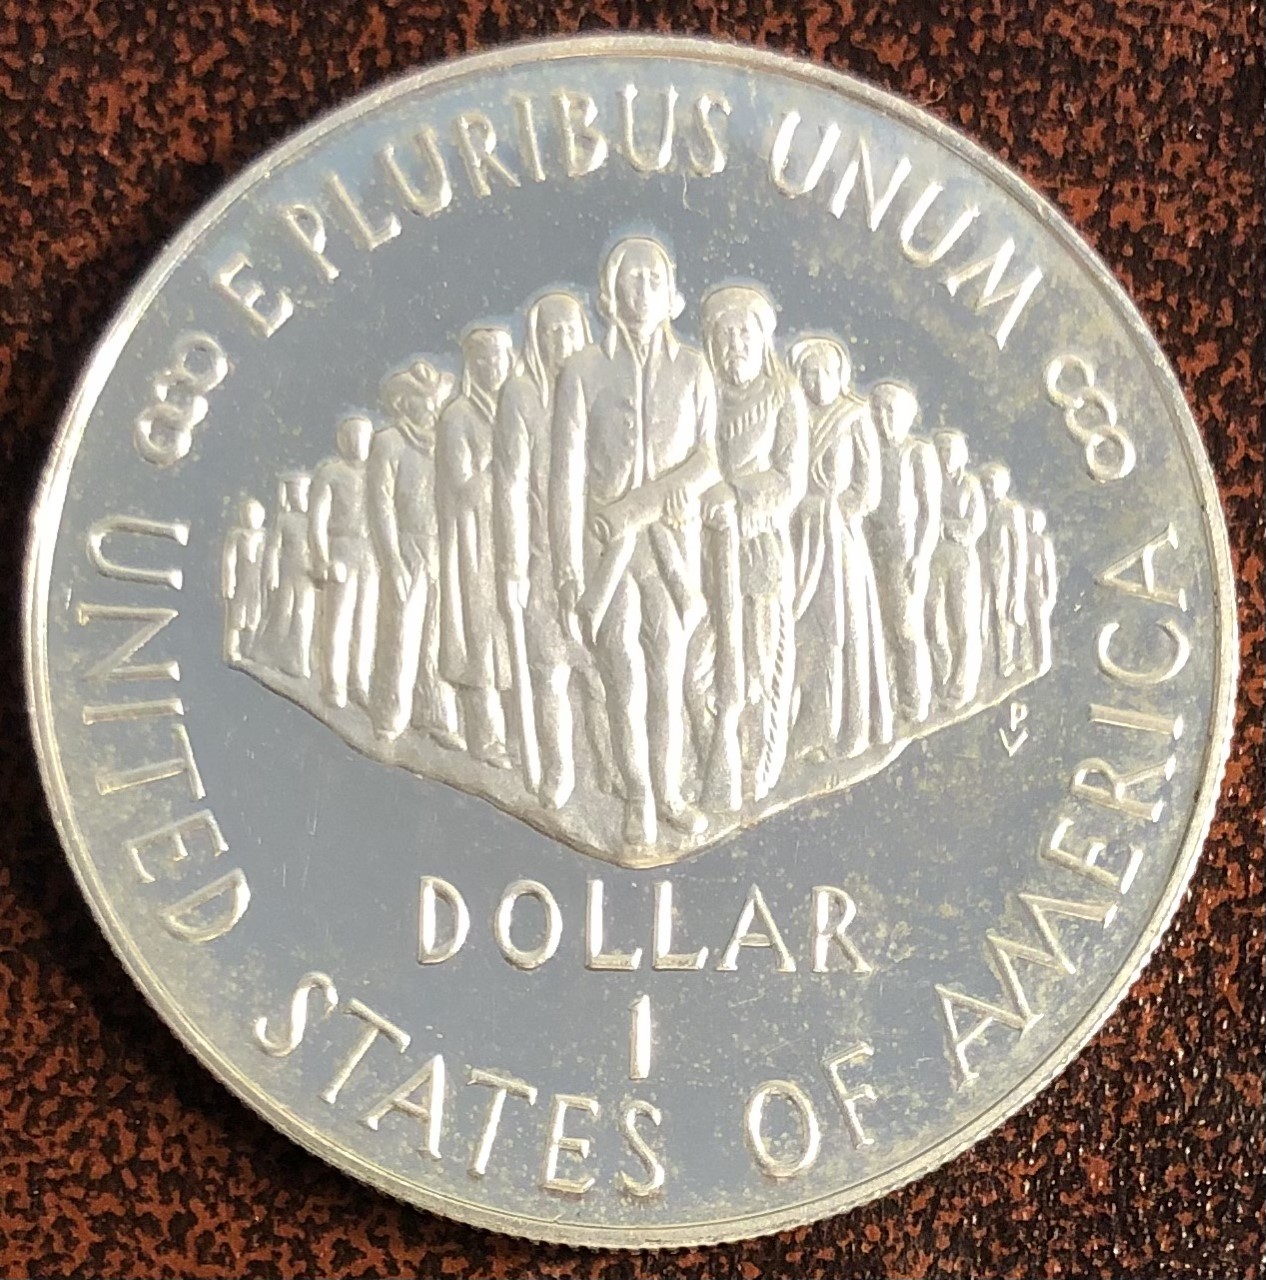 E PLURIBUS UNUM
DOLLAR
1
UNITED STATES OF AMERICA